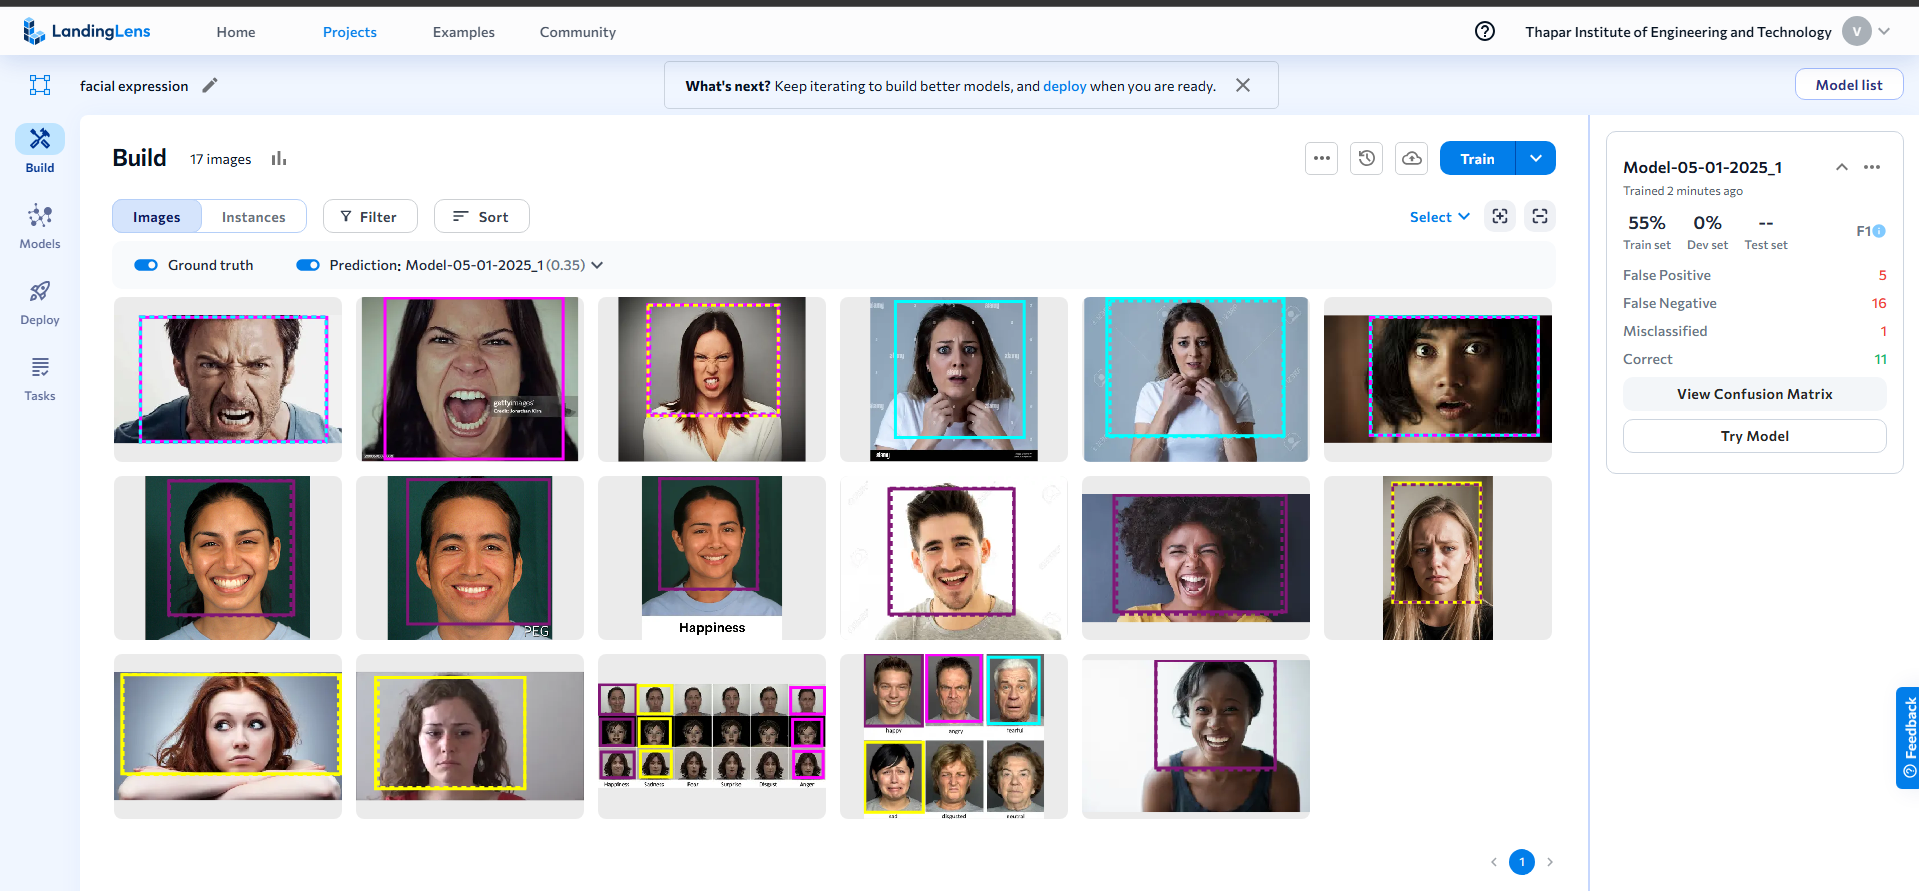 LandingLens
Home
Projects
Examples
Community
Thapar Institute of Engineering and Technology
V
facial expression
What's next? Keep iterating to build better models, and deploy when you are ready.
Model list
Build
Models
Deploy
Tasks
Build
17 images
Train
Images
Instances
Filter
Sort
Select
Ground truth
Prediction: Model-05-01-2025_1 (0.35)
gettyimages
alamy
alamy
alamy
PEG
Happiness
Happiness
Sadness
Fear
Surprise
Disgust
Anger
happy
angry
fearful
sad
disgusted
neutral
1
Model-05-01-2025_1
Trained 2 minutes ago
55%
0%
--
Train set
Dev set
Test set
F1
False Positive
5
False Negative
16
Misclassified
1
Correct
11
View Confusion Matrix
Try Model
Feedback